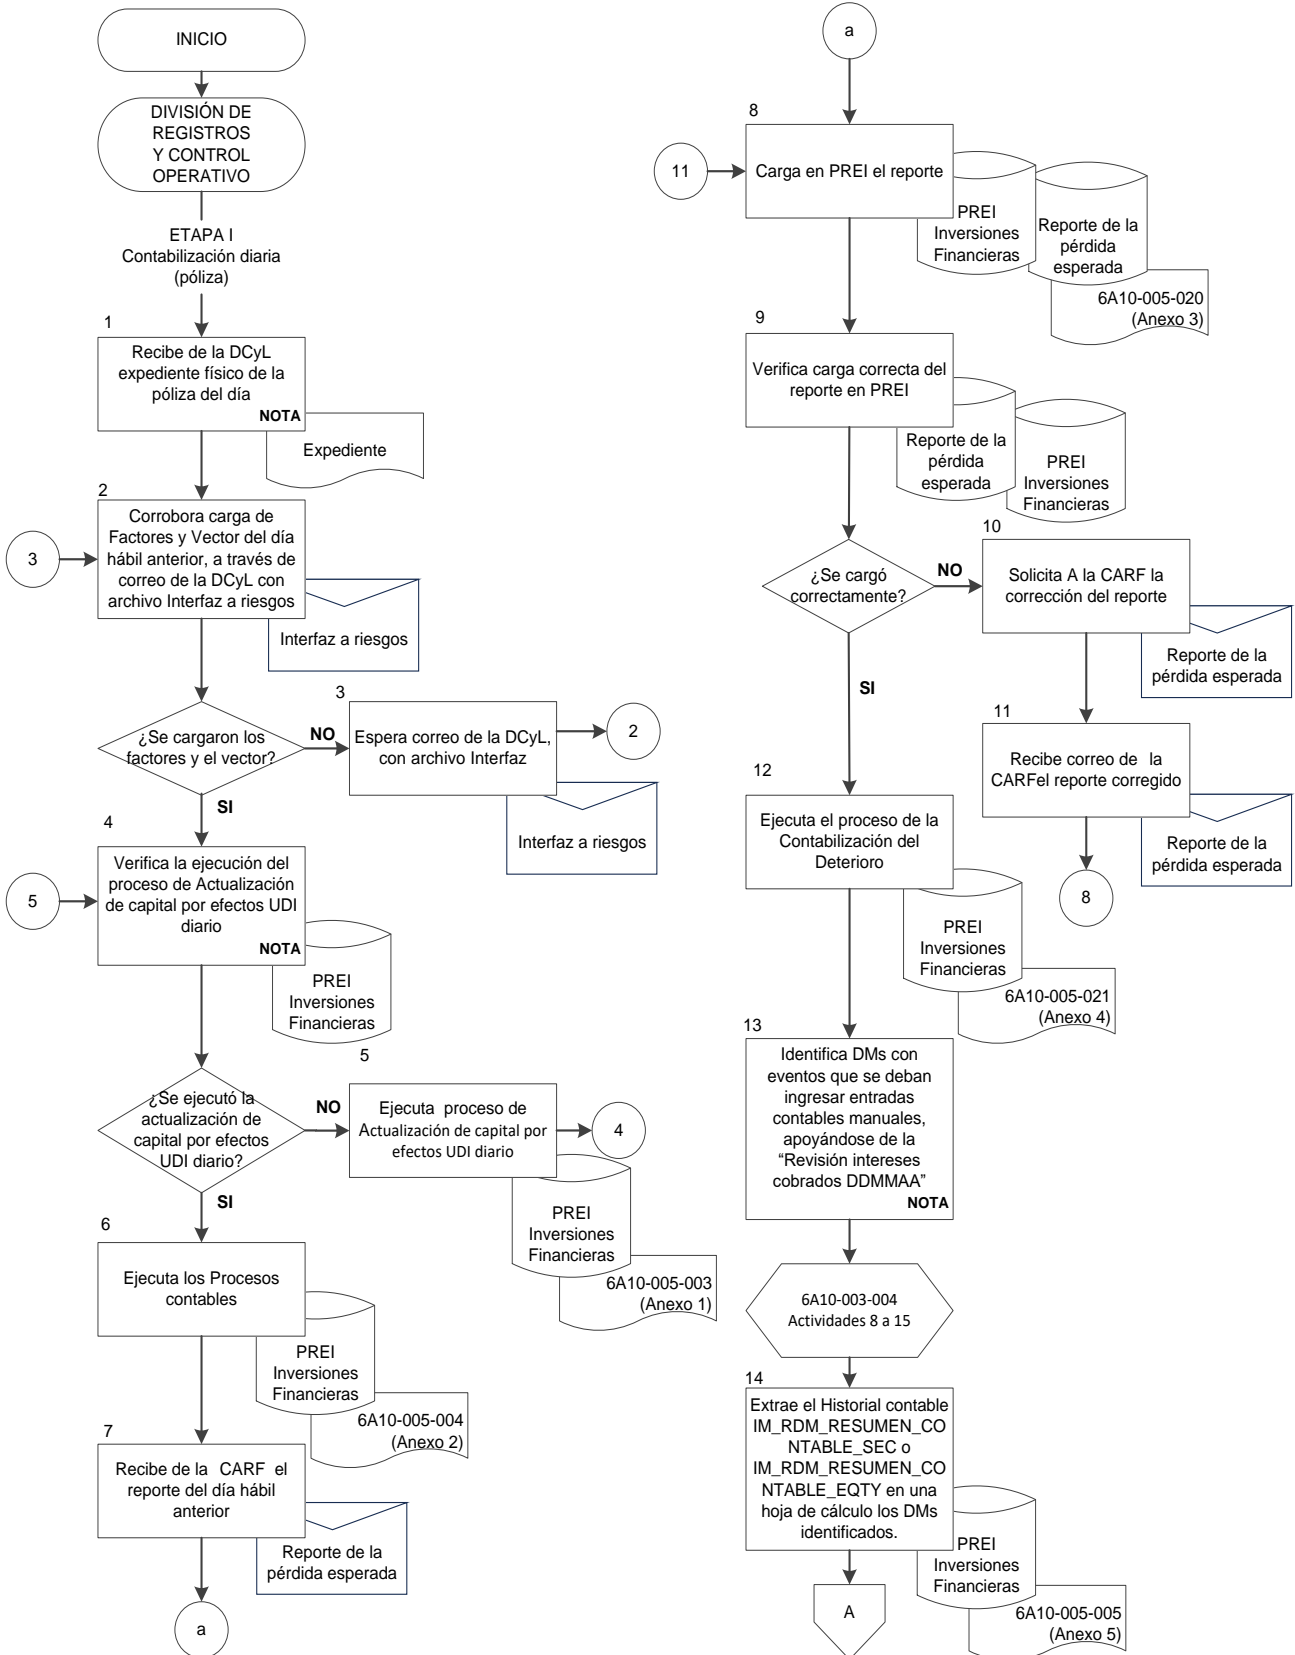 INICIO
DIVISIÓN DE
REGISTROS
Y CONTROL
OPERATIVO
ETAPA I
Contabilización diaria
(póliza)
1
Recibe de la DCyL
expediente físico de la
póliza del día
NOTA
Expediente
2
Corrobora carga de
Factores y Vector del día
hábil anterior, a través de
correo de la DCyL con
archivo Interfaz a riesgos
3
Interfaz a riesgos
¿Se cargaron los
factores y el vector?
NO
SI
3
Espera correo de la DCyL,
con archivo Interfaz
2
Interfaz a riesgos
4
Verifica la ejecución del
proceso de Actualización
de capital por efectos UDI
diario
NOTA
5
PREI
Inversiones
Financieras
¿Se ejecutó la
actualización de
capital por efectos
UDI diario?
NO
SI
5
Ejecuta proceso de
Actualización de capital por
efectos UDI diario
4
PREI
Inversiones
Financieras
6A10-005-003
(Anexo 1)
6
Ejecuta los Procesos
contables
PREI
Inversiones
Financieras
6A10-005-004
(Anexo 2)
7
Recibe de la CARF el
reporte del día hábil
anterior
Reporte de la
pérdida esperada
a
a
8
11
Carga en PREI el reporte
PREI
Inversiones
Financieras
Reporte de la
pérdida
esperada
6A10-005-020
(Anexo 3)
9
Verifica carga correcta del
reporte en PREI
Reporte de la
pérdida
esperada
PREI
Inversiones
Financieras
¿Se cargó
correctamente?
NO
SI
10
Solicita A la CARF la
corrección del reporte
Reporte de la
pérdida esperada
11
Recibe correo de la
CARFel reporte corregido
Reporte de la
pérdida esperada
8
12
Ejecuta el proceso de la
Contabilización del
Deterioro
PREI
Inversiones
Financieras
6A10-005-021
(Anexo 4)
13
Identifica DMs con
eventos que se deban
ingresar entradas
contables manuales,
apoyándose de la
“Revisión intereses
cobrados DDMMAA”
NOTA
6A10-003-004
Actividades 8 a 15
14
Extrae el Historial contable
IM_RDM_RESUMEN_CO
NTABLE_SEC o
IM_RDM_RESUMEN_CO
NTABLE_EQTY en una
hoja de cálculo los DMs
identificados.
PREI
Inversiones
Financieras
6A10-005-005
(Anexo 5)
A